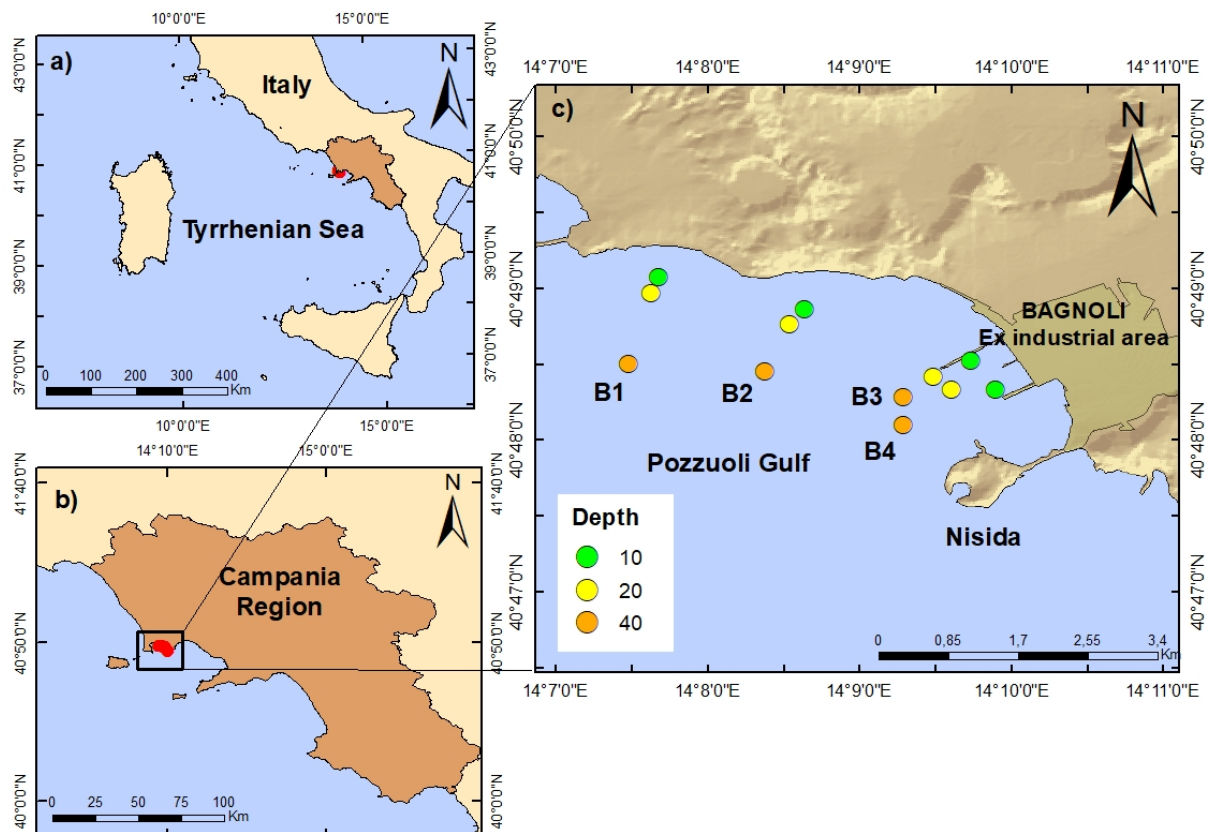 10°0'0"E
15°0'0"E
a)
Italy
N
43°0'0"N
41°0'0"N
39°0'0"N
37°0'0"N
43°0'0"N
41°0'0"N
39°0'0"N
37°0'0"N
Tyrrhenian Sea
0 100 200 300 400
Km
10°0'0"E
15°0'0"E
14°10'0"E
15°0'0"E
b)
N
41°40'0"N
40°50'0"N
40°0'0"N
41°40'0"N
40°50'0"N
40°0'0"N
Campania
Region
0 25 50 75 100
Km
14°7'0"E
14°8'0"E
14°9'0"E
14°10'0"E
14°11'0"E
c)
N
40°50'0"N
40°49'0"N
40°48'0"N
40°47'0"N
40°50'0"N
40°49'0"N
40°48'0"N
40°47'0"N
BAGNOLI
Ex industrial area
B1
B2
B3
B4
Pozzuoli Gulf
Nisida
Depth
10
20
40
0 0,85 1,7 2,55 3,4
Km
14°7'0"E
14°8'0"E
14°9'0"E
14°10'0"E
14°11'0"E